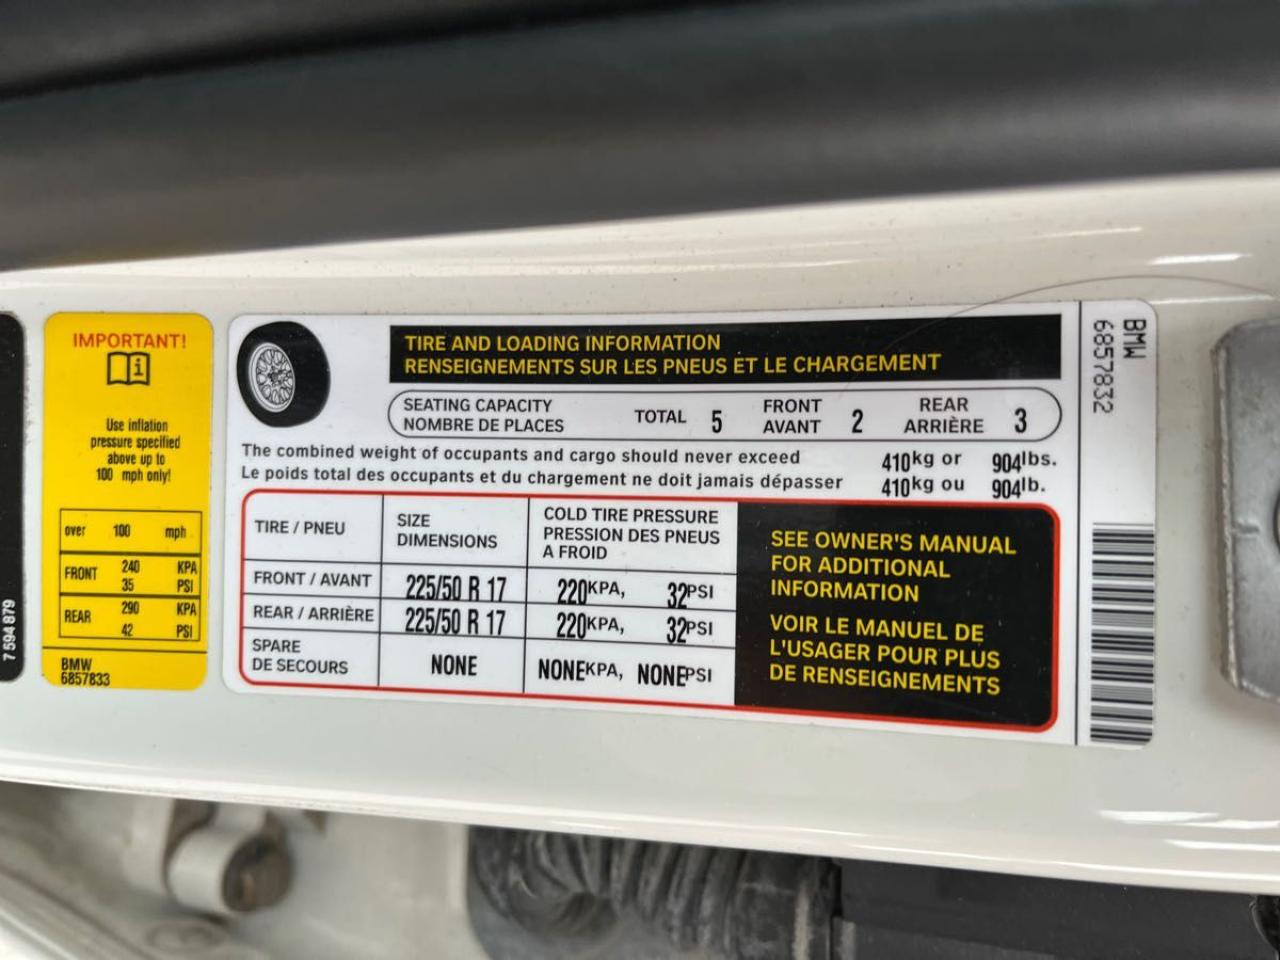 7 594 879
IMPORTANT!
i
Use inflation
pressure specified
above up to
100 mph only!
over 100 mph
FRONT 240 KPA
35 PSI
REAR 290 KPA
42 PSI
BMW
6857833
TIRE AND LOADING INFORMATION
RENSEIGNEMENTS SUR LES PNEUS ET LE CHARGEMENT
SEATING CAPACITY
NOMBRE DE PLACES
TOTAL 5
FRONT
AVANT 2
REAR
ARRIÈRE 3
The combined weight of occupants and cargo should never exceed 410kg or 904lbs.
Le poids total des occupants et du chargement ne doit jamais dépasser 410kg ou 904lb.
TIRE / PNEU
SIZE
DIMENSIONS
COLD TIRE PRESSURE
PRESSION DES PNEUS
A FROID
FRONT / AVANT 225/50 R 17 220KPA, 32PSI
REAR / ARRIÈRE 225/50 R 17 220KPA, 32PSI
SPARE
DE SECOURS NONE NONEKPA, NONEPSI
SEE OWNER'S MANUAL
FOR ADDITIONAL
INFORMATION
VOIR LE MANUEL DE
L'USAGER POUR PLUS
DE RENSEIGNEMENTS
BMW
6857832